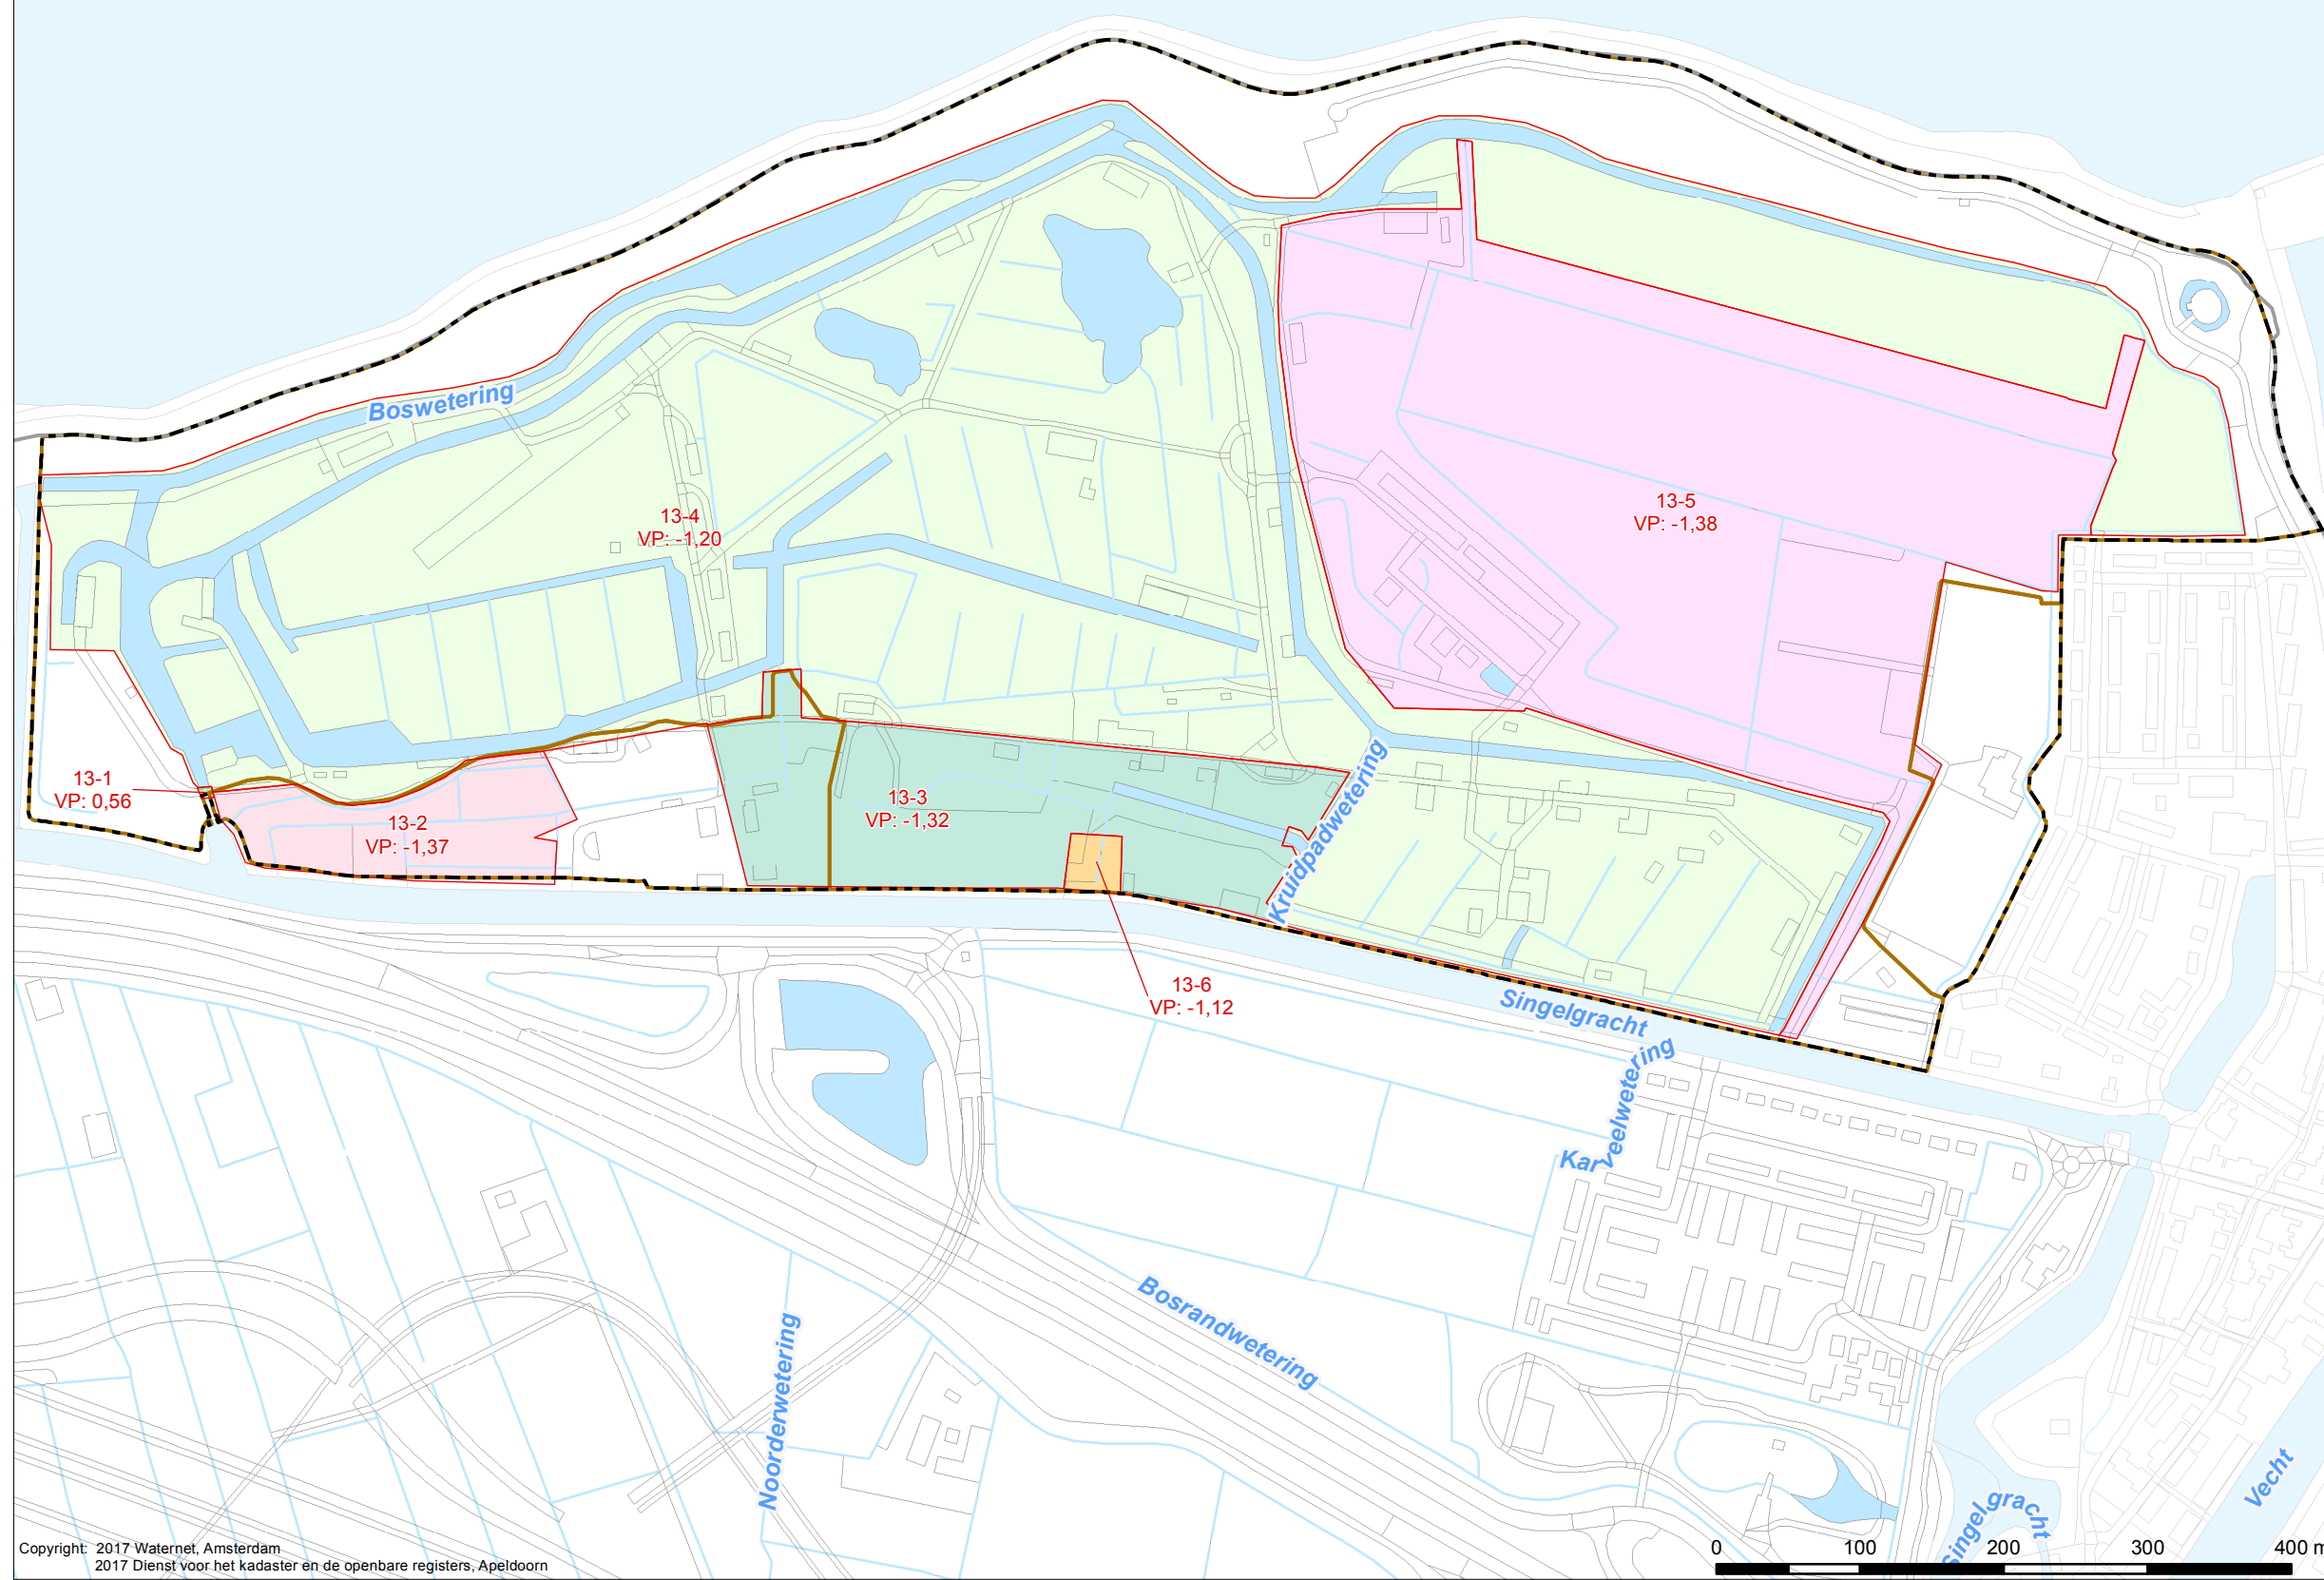 Boswetering
13-4
VP: -1,20
13-5
VP: -1,38
13-1
VP: 0,56
13-2
VP: -1,37
13-3
VP: -1,32
Kruidpadwetering
13-6
VP: -1,12
Singelgracht
Karveelwetering
Bosrandwetering
Noorderwetering
Singelgracht
Vecht
Copyright: 2017 Waternet, Amsterdam
2017 Dienst voor het kadaster en de openbare registers, Apeldoorn
0 100 200 300 400 m